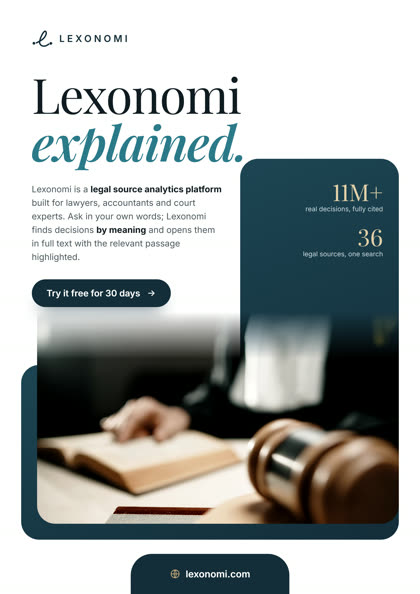 LEXONOMI
Lexonomi
explained.
Lexonomi is a legal source analytics platform
built for lawyers, accountants and court
experts. Ask in your own words; Lexonomi
finds decisions by meaning and opens them
in full text with the relevant passage
highlighted.
Try it free for 30 days →
11M+
real decisions, fully cited
36
legal sources, one search
lexonomi.com